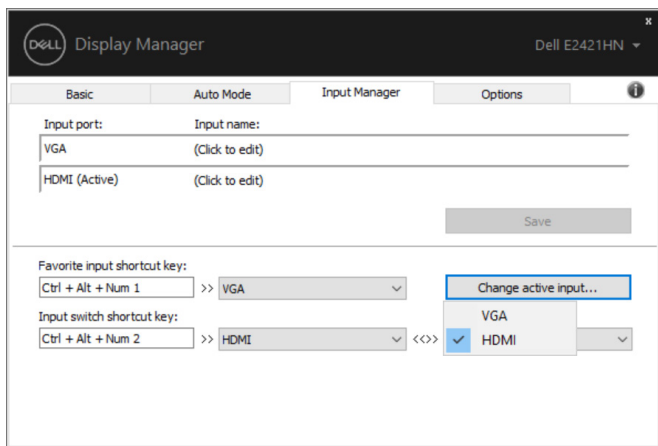 x
DELL Display Manager Dell E2421HN
Basic Auto Mode Input Manager Options i
Input port: Input name:
VGA (Click to edit)
HDMI (Active) (Click to edit)
Save
Favorite input shortcut key:
Ctrl + Alt + Num 1 >> VGA Change active input...
Input switch shortcut key:
VGA
Ctrl + Alt + Num 2 >> HDMI <<>> HDMI